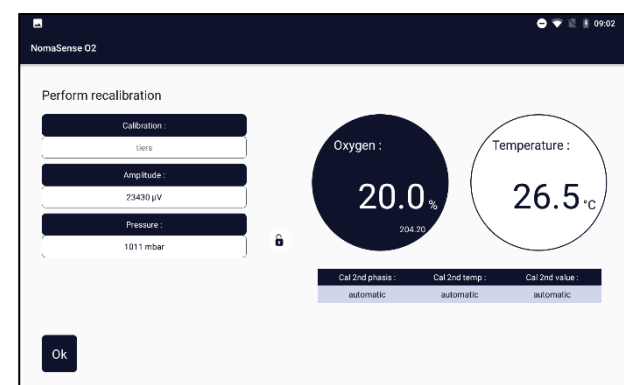 09:02
NomaSense O2
Perform recalibration
Calibration :
tiers
Amplitude :
23430 µV
Pressure :
1011 mbar
Ok
Oxygen :
20.0 %
204.20
Temperature :
26.5 °C
Cal 2nd phasis : Cal 2nd temp : Cal 2nd value :
automatic automatic automatic